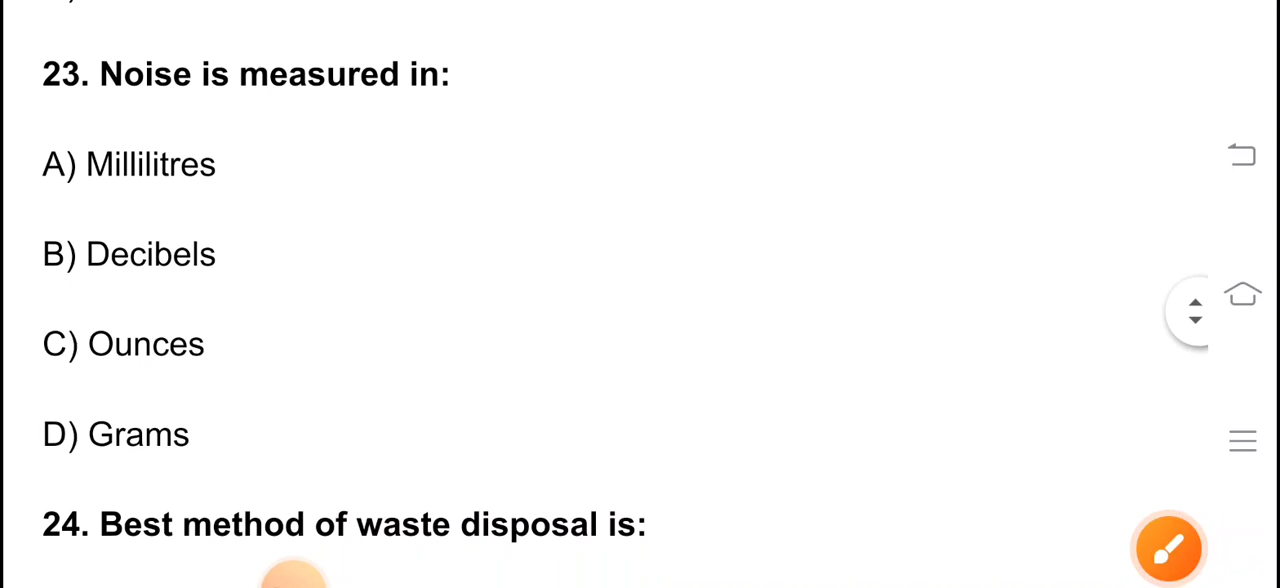 23. Noise is measured in:
A) Millilitres
B) Decibels
C) Ounces
D) Grams
24. Best method of waste disposal is: